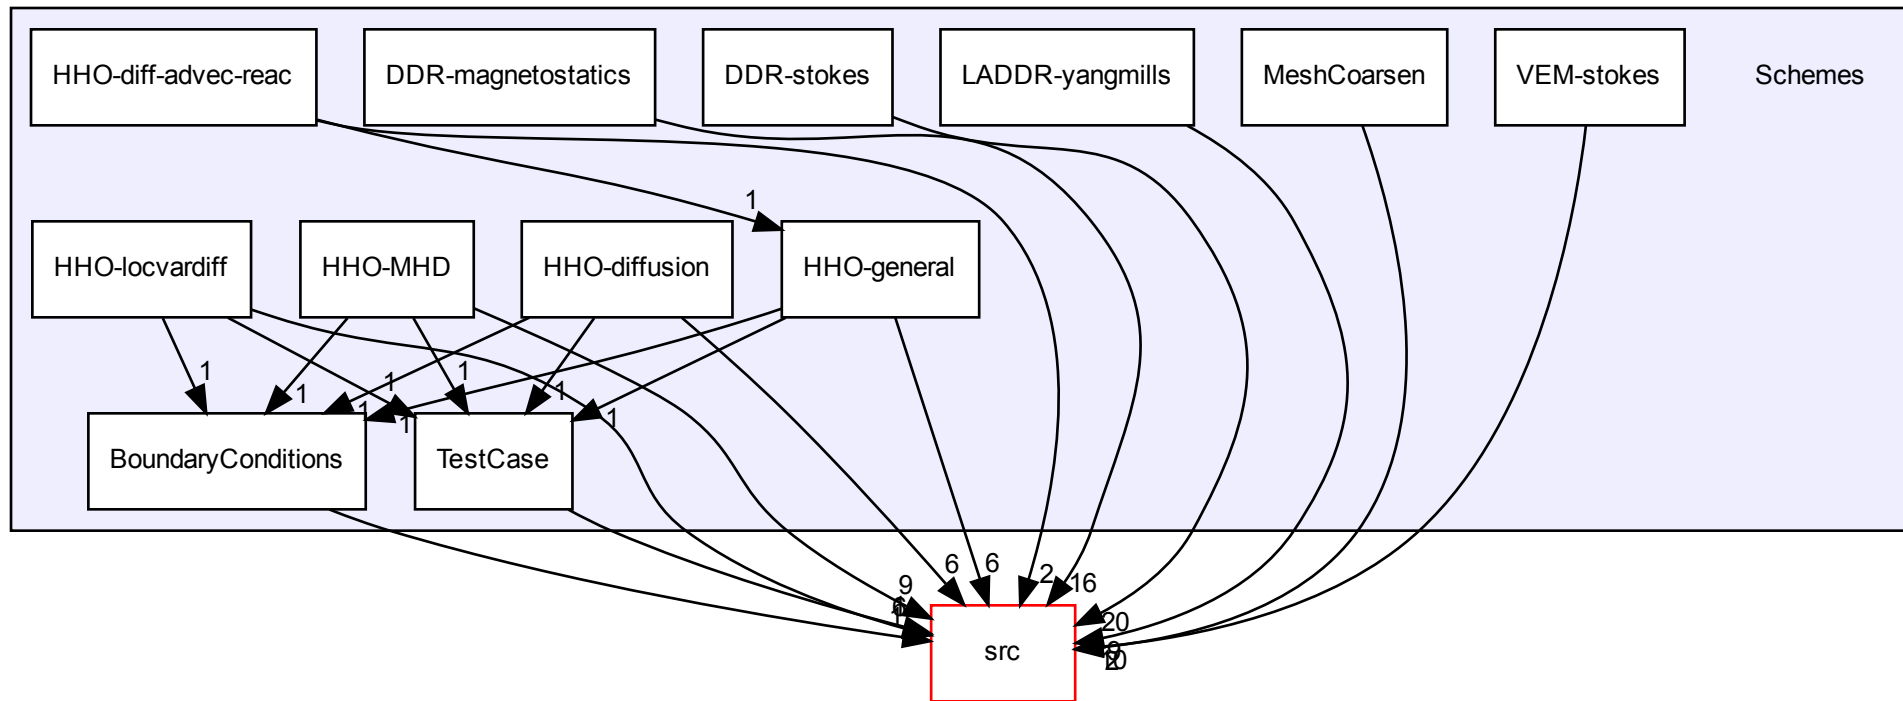 HHO-diff-advec-reac
DDR-magnetostatics
DDR-stokes
LADDR-yangmills
MeshCoarsen
VEM-stokes
Schemes
1
HHO-locvardiff
HHO-MHD
HHO-diffusion
HHO-general
1
1
1
1
1
1
1
1
BoundaryConditions
TestCase
9
6
6
2
16
20
src